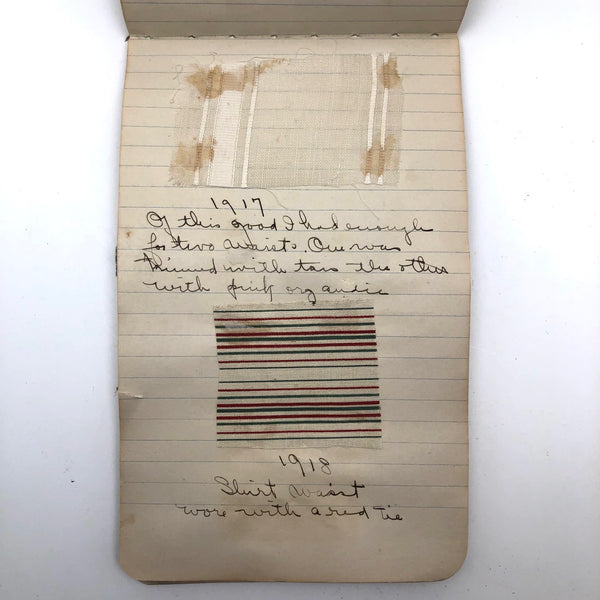 1917
Of this good I had enough
for two waists. One was
trimmed with tan the other
with pink organdie
1918
Shirt waist
wore with a red tie